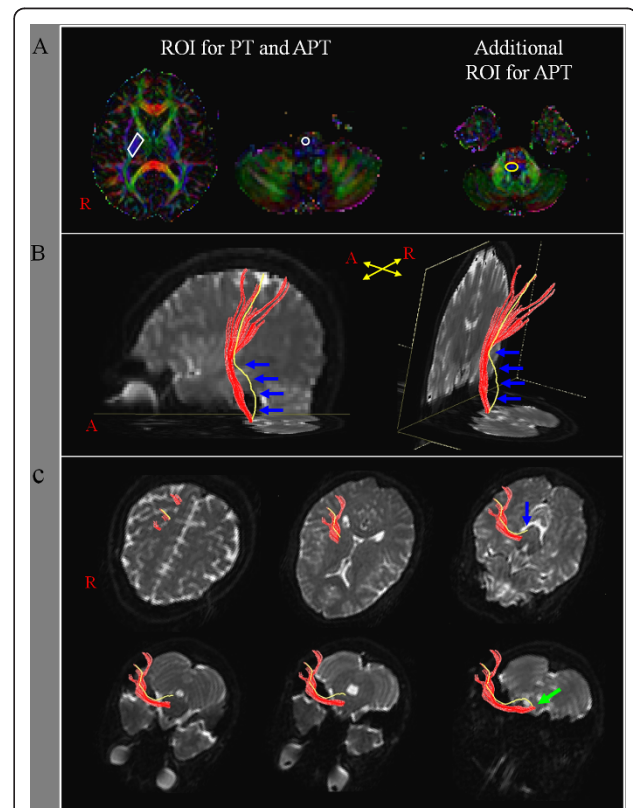 A
ROI for PT and APT
Additional
ROI for APT
R
B
A
R
A
c
R